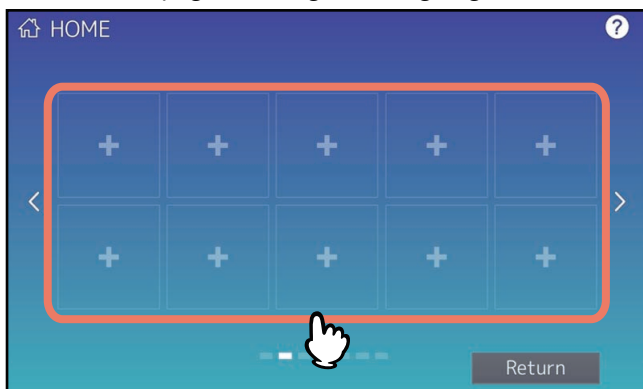 HOME
?
+ + + + +
< >
+ + + + +
Return